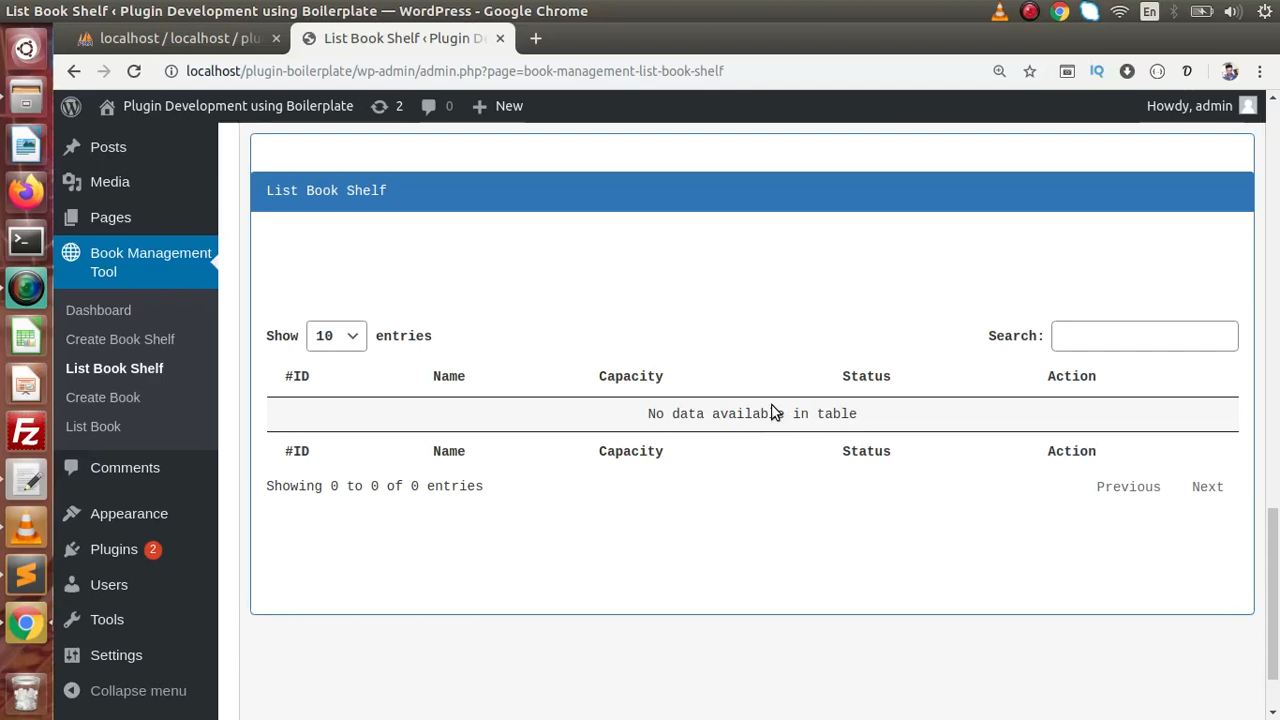 List Book Shelf ‹ Plugin Development using Boilerplate — WordPress - Google Chrome
En
localhost / localhost / plu
List Book Shelf ‹ Plugin De
localhost/plugin-boilerplate/wp-admin/admin.php?page=book-management-list-book-shelf
IQ
Plugin Development using Boilerplate
2
0
New
Howdy, admin
Posts
Media
Pages
Book Management
Tool
Dashboard
Create Book Shelf
List Book Shelf
Create Book
List Book
Comments
Appearance
Plugins 2
Users
Tools
Settings
Collapse menu
List Book Shelf
Show 10 entries
Search:
#ID Name Capacity Status Action
No data available in table
#ID Name Capacity Status Action
Showing 0 to 0 of 0 entries
Previous Next